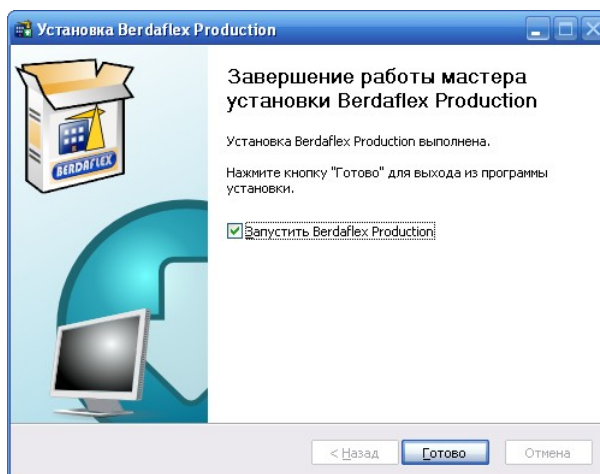 Установка Berdaflex Production
BERDAFLEX
Завершение работы мастера
установки Berdaflex Production
Установка Berdaflex Production выполнена.
Нажмите кнопку "Готово" для выхода из программы
установки.
Запустить Berdaflex Production
< Назад
Готово
Отмена